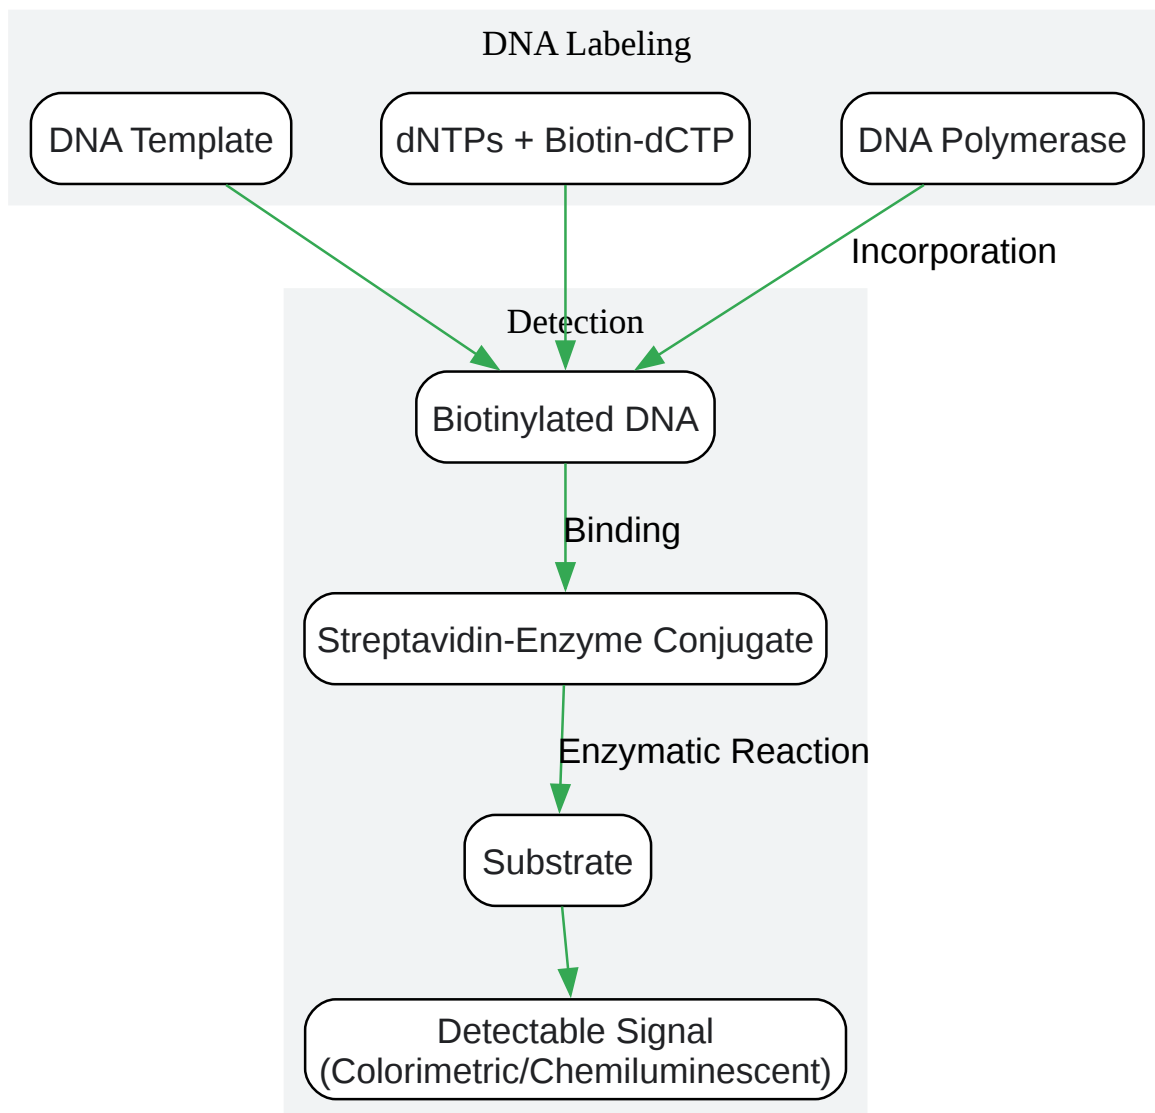 DNA Labeling
DNA Template
dNTPs + Biotin-dCTP
DNA Polymerase
Incorporation
Detection
Biotinylated DNA
Binding
Streptavidin-Enzyme Conjugate
Enzymatic Reaction
Substrate
Detectable Signal
(Colorimetric/Chemiluminescent)